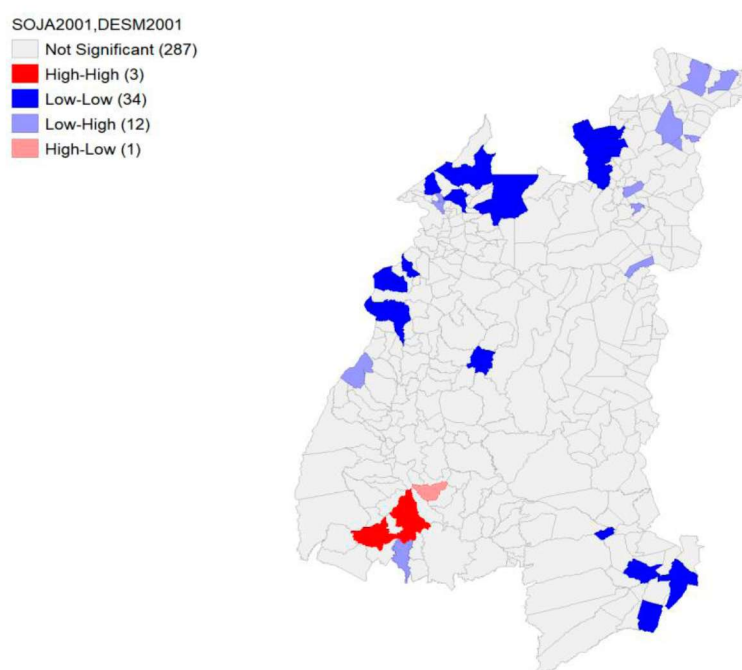 SOJA2001,DESM2001
Not Significant (287)
High-High (3)
Low-Low (34)
Low-High (12)
High-Low (1)